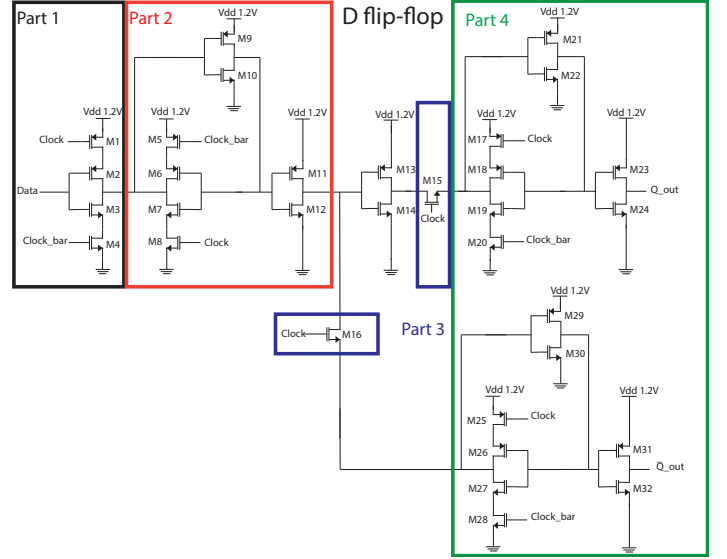 Part 1
Part 2
D flip-flop
Part 4
M9
M10
M21
M22
Vdd 1.2V
Vdd 1.2V
Vdd 1.2V
Vdd 1.2V
Vdd 1.2V
Vdd 1.2V
Vdd 1.2V
Vdd 1.2V
Clock
M1
M5
Clock_bar
M17
Clock
M2
M6
M11
M13
M15
M18
M23
Data
Q_out
M3
M7
M12
M14
Clock
M19
M24
Clock_bar
M4
M8
Clock
M20
Clock_bar
Vdd 1.2V
M29
Clock
M16
Part 3
M30
Vdd 1.2V
Vdd 1.2V
M25
Clock
M26
M31
Q̅_out
M27
M32
M28
Clock_bar